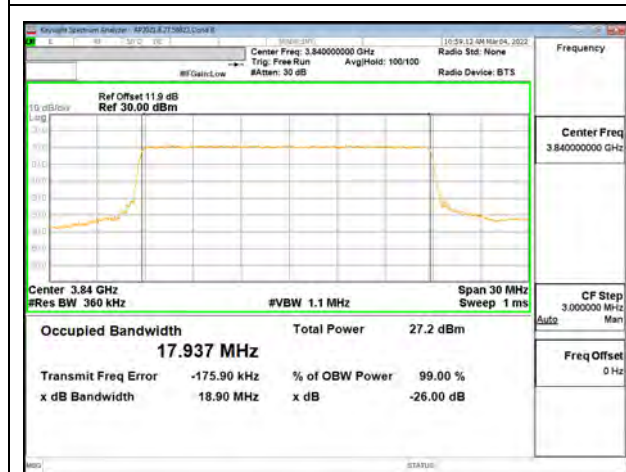 Keysight Spectrum Analyzer
10:59:12 AM Mar 04, 2022
Center Freq: 3.840000000 GHz
Radio Std: None
Frequency
Trig: Free Run
Avg|Hold: 100/100
#IFGain:Low
#Atten: 30 dB
Radio Device: BTS
Ref Offset 11.9 dB
10 dB/div
Ref 30.00 dBm
Log
Center Freq
3.840000000 GHz
Center 3.84 GHz
Span 30 MHz
#Res BW 360 kHz
#VBW 1.1 MHz
Sweep 1 ms
CF Step
3.000000 MHz
Auto
Man
Occupied Bandwidth
Total Power
27.2 dBm
17.937 MHz
Freq Offset
0 Hz
Transmit Freq Error
-175.90 kHz
% of OBW Power
99.00 %
x dB Bandwidth
18.90 MHz
x dB
-26.00 dB
MSG
STATUS